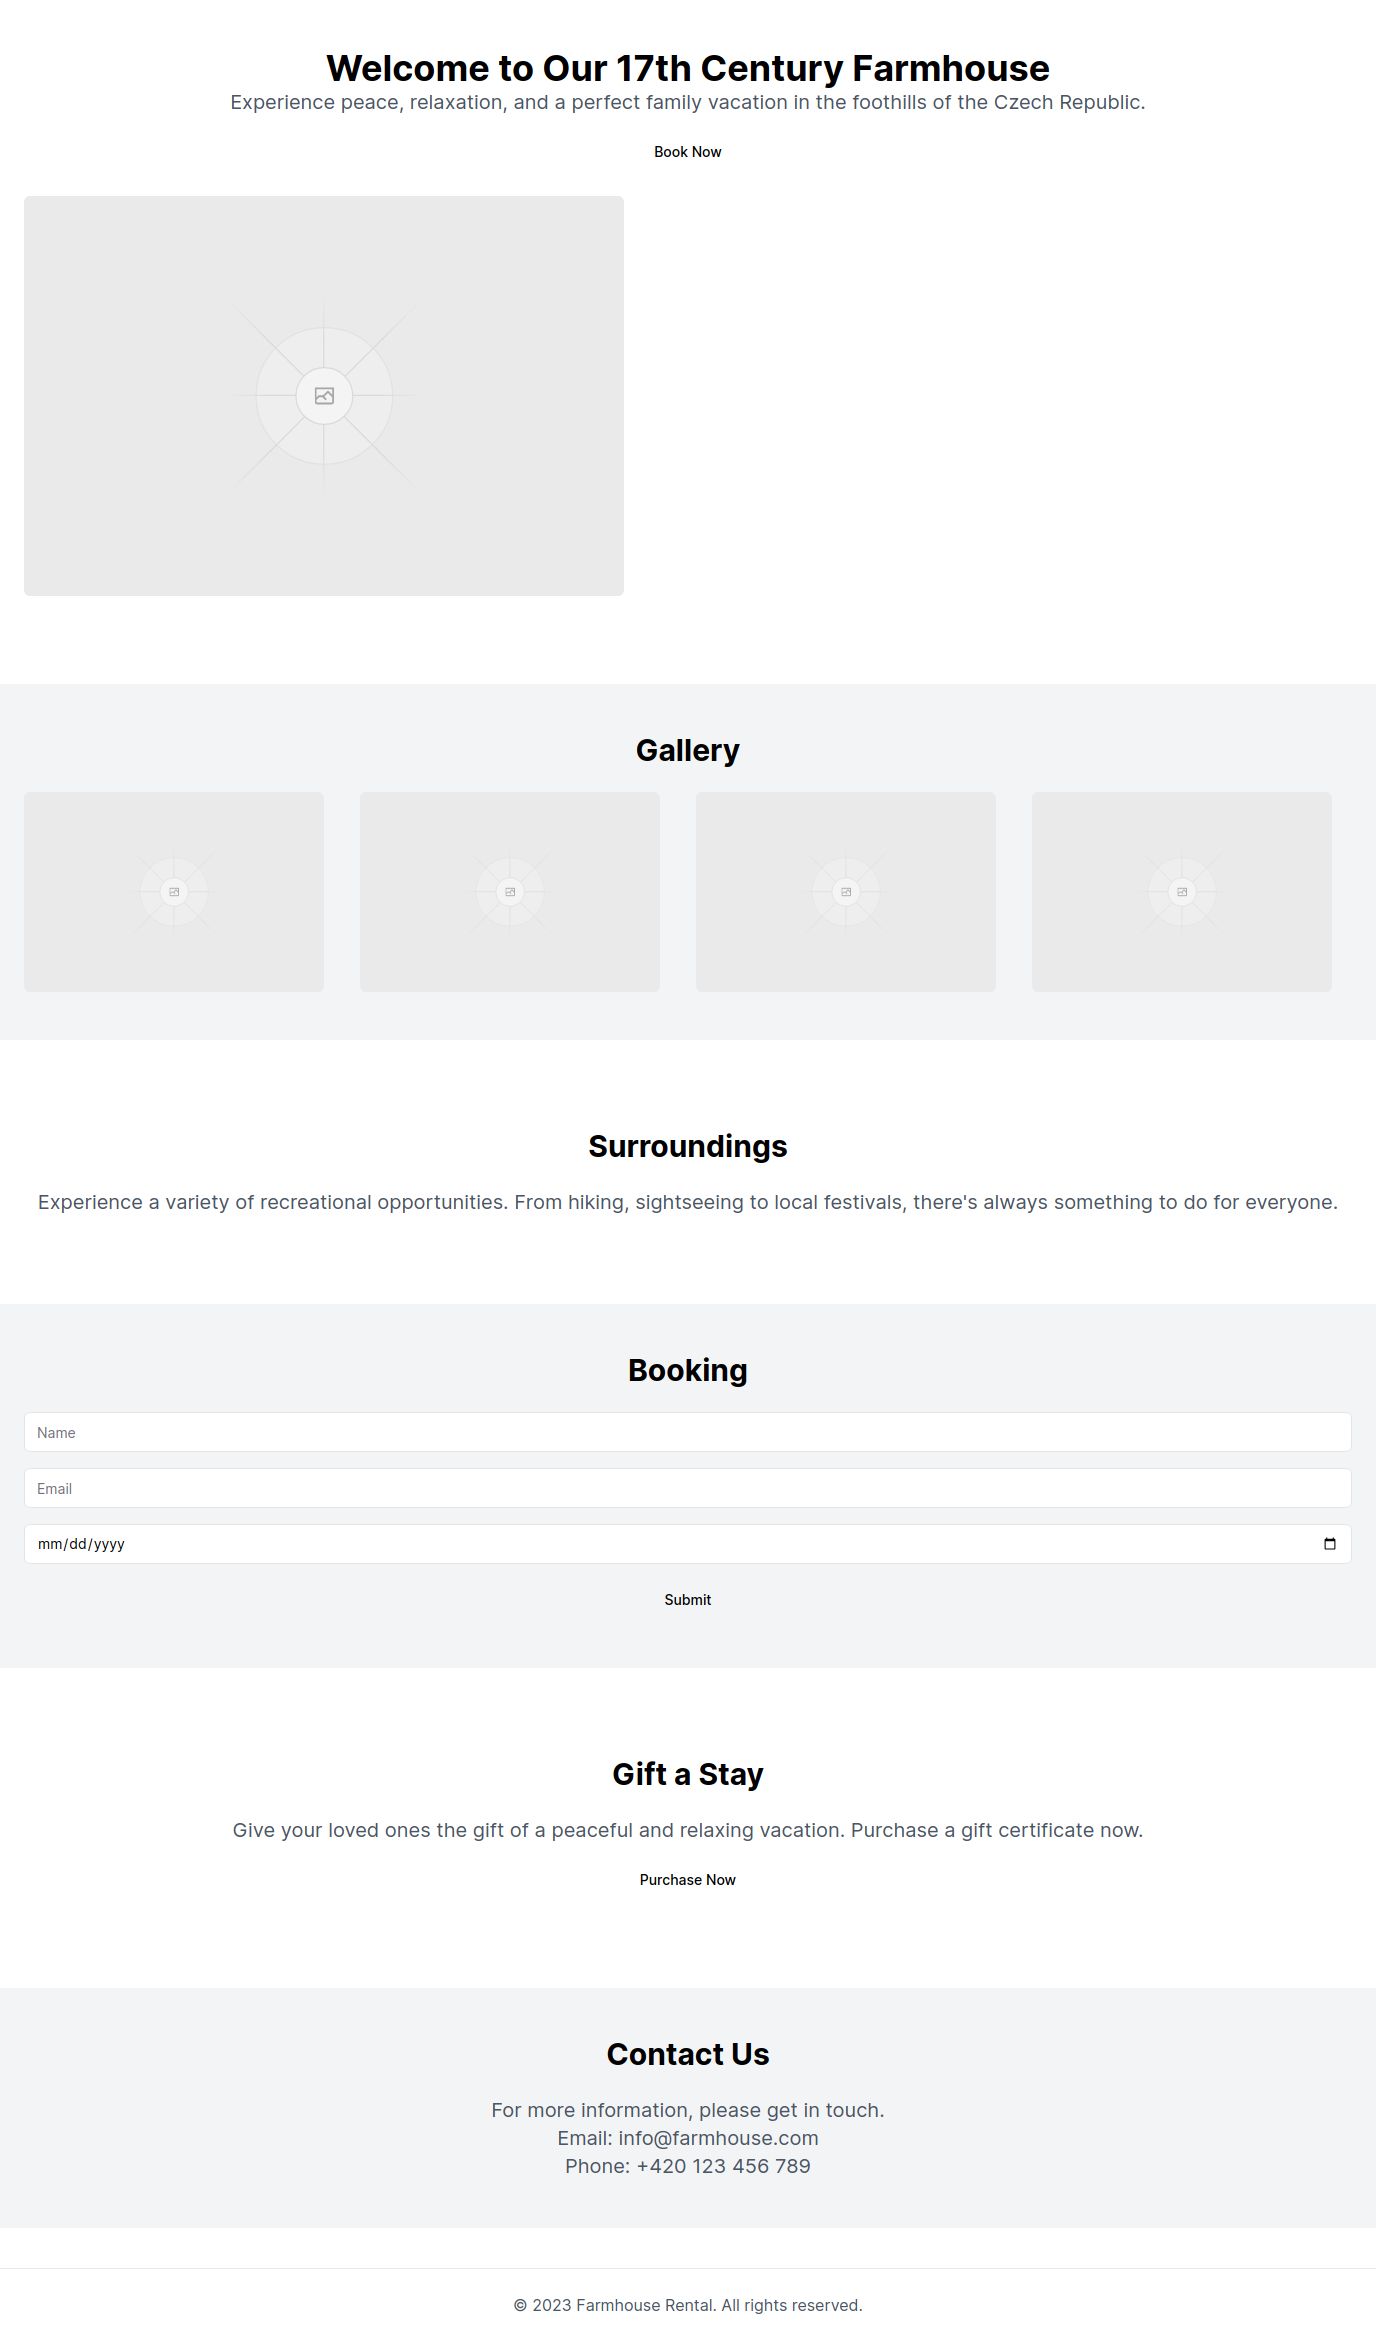 Welcome to Our 17th Century Farmhouse
Experience peace, relaxation, and a perfect family vacation in the foothills of the Czech Republic.
Book Now
Gallery
Surroundings
Experience a variety of recreational opportunities. From hiking, sightseeing to local festivals, there's always something to do for everyone.
Booking
Name
Email
mm/dd/yyyy
Submit
Gift a Stay
Give your loved ones the gift of a peaceful and relaxing vacation. Purchase a gift certificate now.
Purchase Now
Contact Us
For more information, please get in touch.
Email: info@farmhouse.com
Phone: +420 123 456 789
© 2023 Farmhouse Rental. All rights reserved.